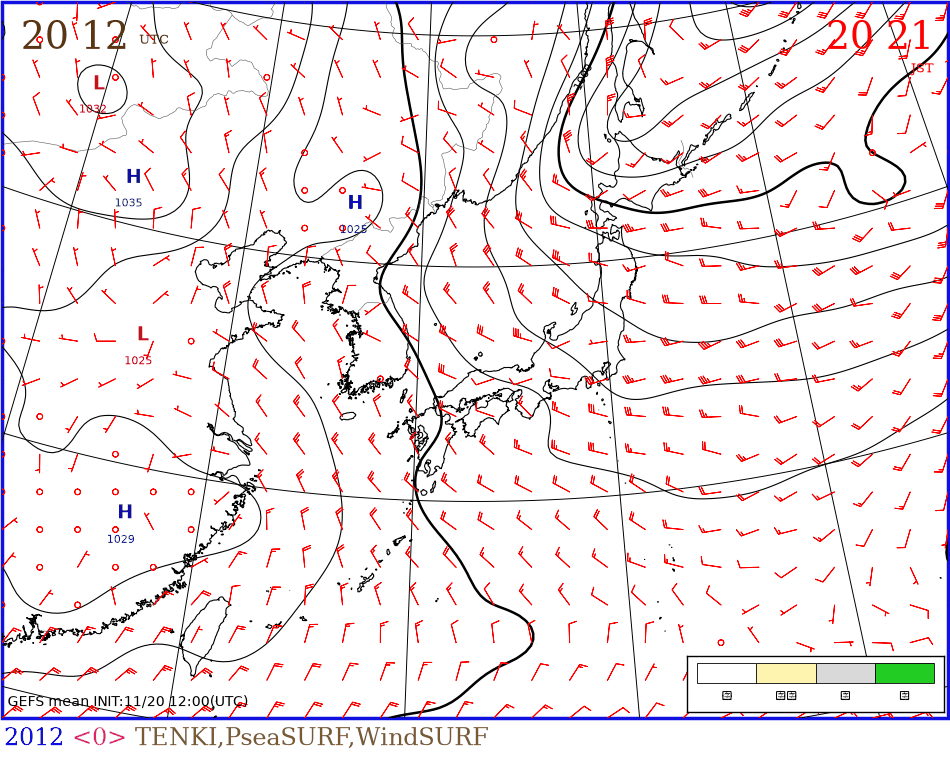 20 12 UTC
20 21
JST
1000
L
1032
H
1035
H
1025
L
1025
H
1029
GEFS mean INIT:11/20 12:00(UTC)
2012 <0> TENKI,PseaSURF,WindSURF